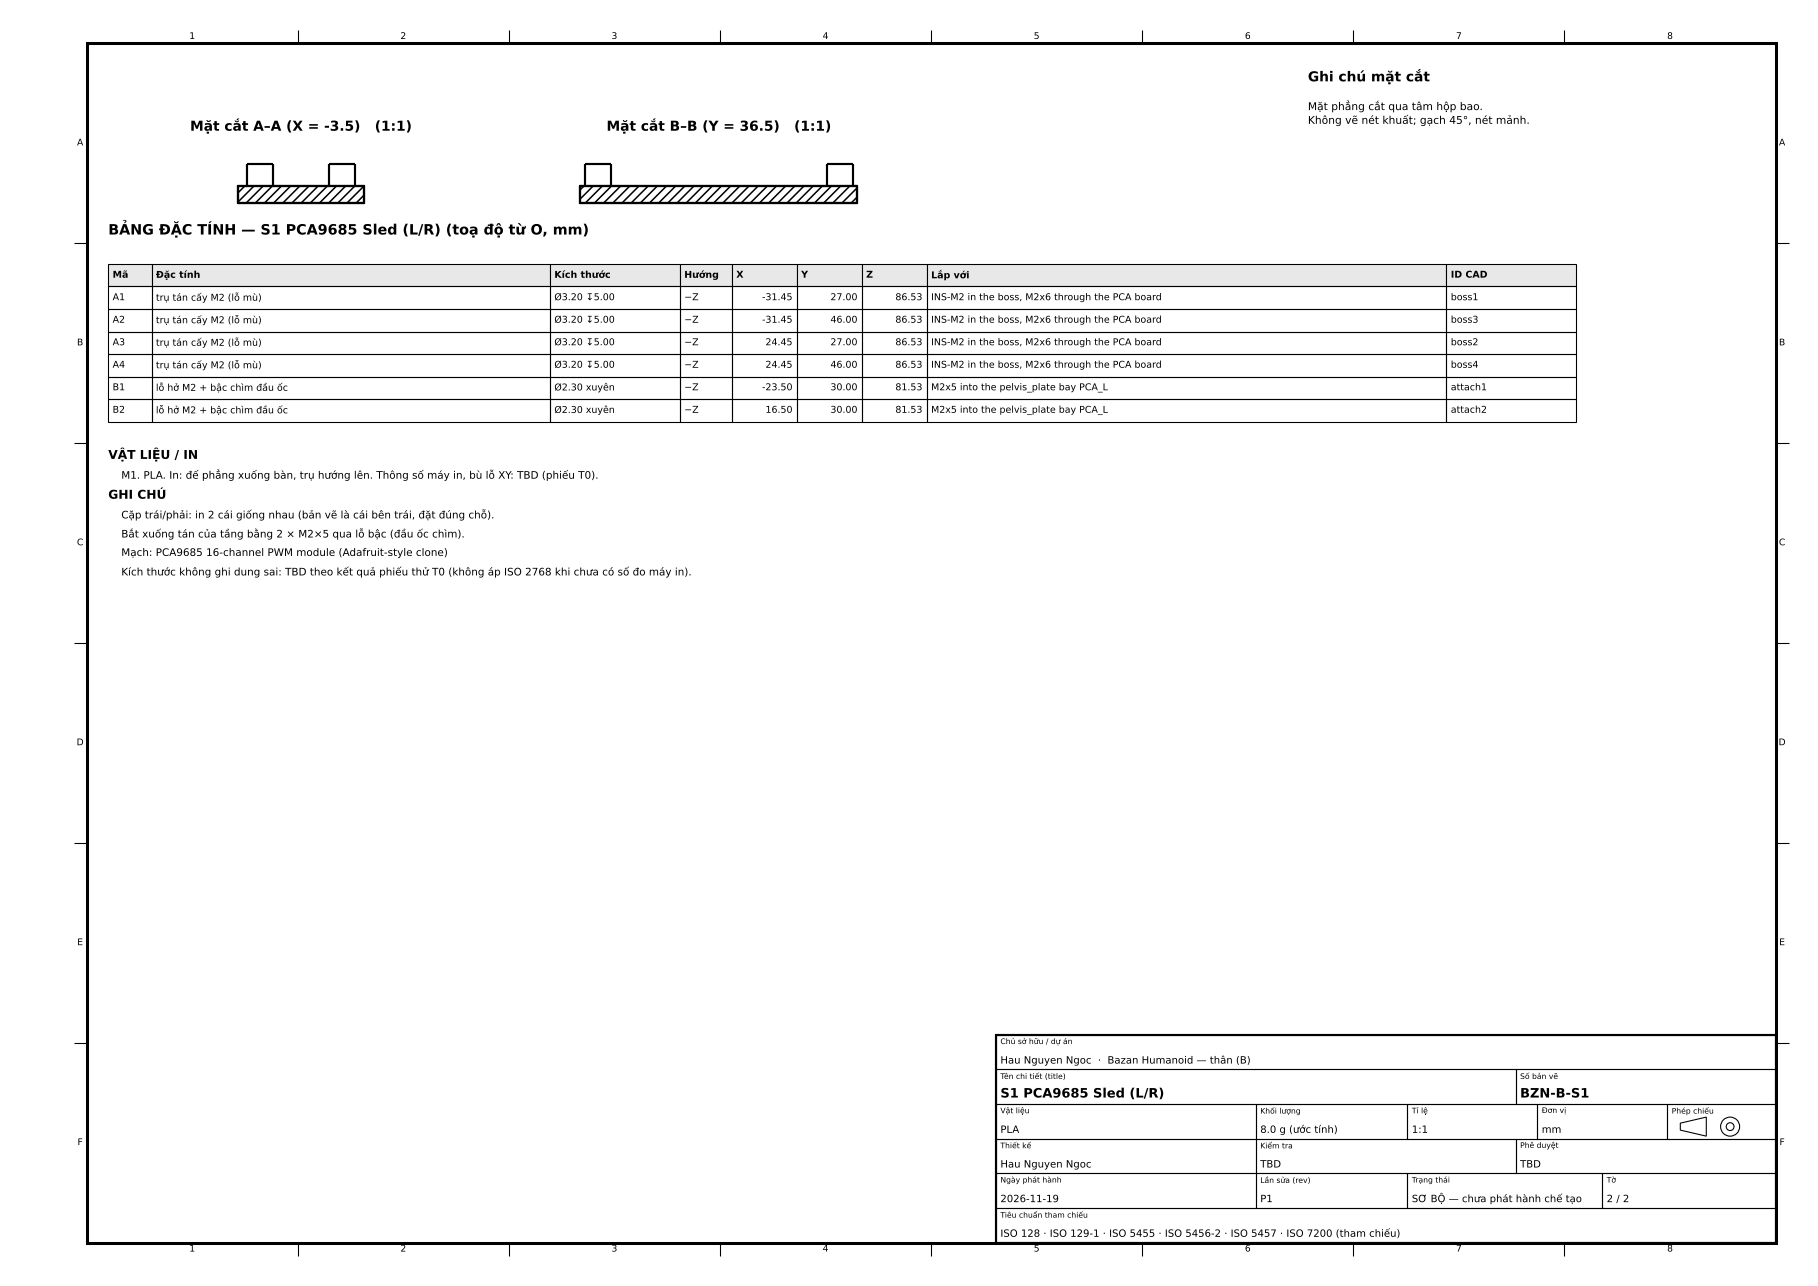 1 2 3 4 5 6 7 8
Ghi chú mặt cắt
Mặt phẳng cắt qua tâm hộp bao.
Không vẽ nét khuất; gạch 45°, nét mảnh.
Mặt cắt A–A (X = -3.5) (1:1)
Mặt cắt B–B (Y = 36.5) (1:1)
A A
BẢNG ĐẶC TÍNH — S1 PCA9685 Sled (L/R) (toạ độ từ O, mm)
Mã Đặc tính Kích thước Hướng X Y Z Lắp với ID CAD
A1 trụ tán cấy M2 (lỗ mù) Ø3.20 ↧5.00 −Z -31.45 27.00 86.53 INS-M2 in the boss, M2x6 through the PCA board boss1
A2 trụ tán cấy M2 (lỗ mù) Ø3.20 ↧5.00 −Z -31.45 46.00 86.53 INS-M2 in the boss, M2x6 through the PCA board boss3
A3 trụ tán cấy M2 (lỗ mù) Ø3.20 ↧5.00 −Z 24.45 27.00 86.53 INS-M2 in the boss, M2x6 through the PCA board boss2
B B
A4 trụ tán cấy M2 (lỗ mù) Ø3.20 ↧5.00 −Z 24.45 46.00 86.53 INS-M2 in the boss, M2x6 through the PCA board boss4
B1 lỗ hở M2 + bậc chìm đầu ốc Ø2.30 xuyên −Z -23.50 30.00 81.53 M2x5 into the pelvis_plate bay PCA_L attach1
B2 lỗ hở M2 + bậc chìm đầu ốc Ø2.30 xuyên −Z 16.50 30.00 81.53 M2x5 into the pelvis_plate bay PCA_L attach2
VẬT LIỆU / IN
M1. PLA. In: đế phẳng xuống bàn, trụ hướng lên. Thông số máy in, bù lỗ XY: TBD (phiếu T0).
GHI CHÚ
Cặp trái/phải: in 2 cái giống nhau (bản vẽ là cái bên trái, đặt đúng chỗ).
Bắt xuống tán của tầng bằng 2 × M2×5 qua lỗ bậc (đầu ốc chìm).
C C
Mạch: PCA9685 16-channel PWM module (Adafruit-style clone)
Kích thước không ghi dung sai: TBD theo kết quả phiếu thử T0 (không áp ISO 2768 khi chưa có số đo máy in).
D D
E E
Chủ sở hữu / dự án
Hau Nguyen Ngoc · Bazan Humanoid — thân (B)
Tên chi tiết (title) Số bản vẽ
S1 PCA9685 Sled (L/R) BZN-B-S1
Vật liệu Khối lượng Tỉ lệ Đơn vị Phép chiếu
PLA 8.0 g (ước tính) 1:1 mm
F F
Thiết kế Kiểm tra Phê duyệt
Hau Nguyen Ngoc TBD TBD
Ngày phát hành Lần sửa (rev) Trạng thái Tờ
2026-11-19 P1 SƠ BỘ — chưa phát hành chế tạo 2 / 2
Tiêu chuẩn tham chiếu
ISO 128 · ISO 129-1 · ISO 5455 · ISO 5456-2 · ISO 5457 · ISO 7200 (tham chiếu)
1 2 3 4 5 6 7 8